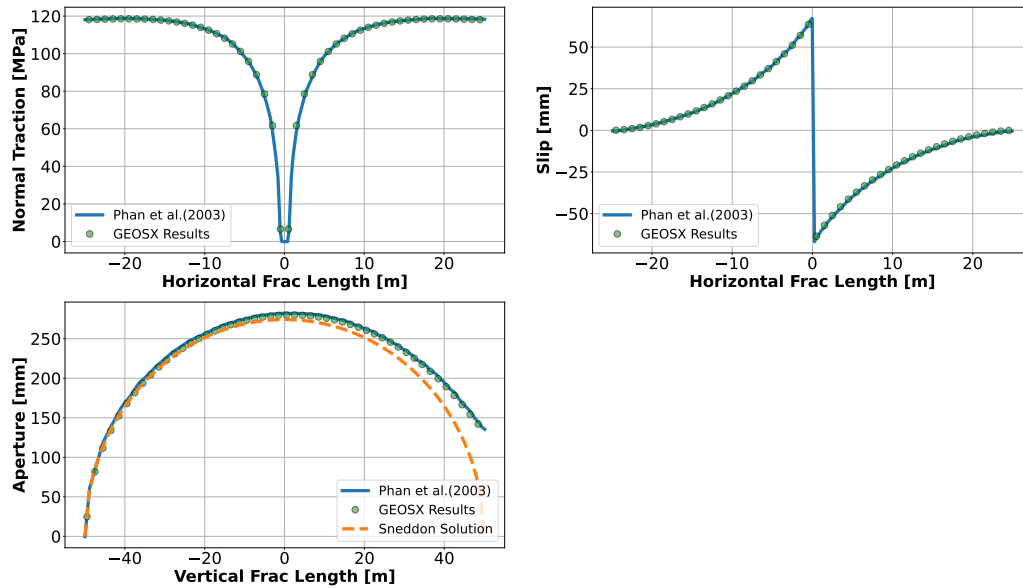 120
100
80
60
40
20
0
Normal Traction [MPa]
Phan et al.(2003)
GEOSX Results
−20
−10
0
10
20
Horizontal Frac Length [m]
50
25
0
−25
−50
Slip [mm]
Phan et al.(2003)
GEOSX Results
−20
−10
0
10
20
Horizontal Frac Length [m]
250
200
150
100
50
0
Aperture [mm]
Phan et al.(2003)
GEOSX Results
Sneddon Solution
−40
−20
0
20
40
Vertical Frac Length [m]